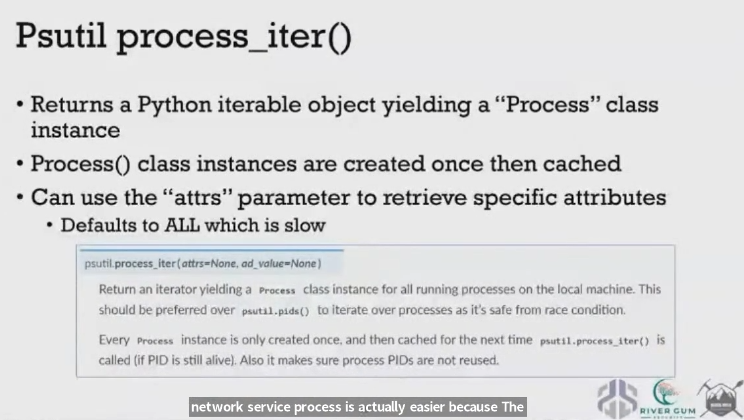 Psutil process_iter()
• Returns a Python iterable object yielding a “Process” class
instance
• Process() class instances are created once then cached
• Can use the “attrs” parameter to retrieve specific attributes
• Defaults to ALL which is slow
psutil.process_iter(attrs=None, ad_value=None)
Return an iterator yielding a Process class instance for all running processes on the local machine. This
should be preferred over psutil.pids() to iterate over processes as it's safe from race condition.
Every Process instance is only created once, and then cached for the next time psutil.process_iter() is
called (if PID is still alive). Also it makes sure process PIDs are not reused.
network service process is actually easier because The
RIVER GUM